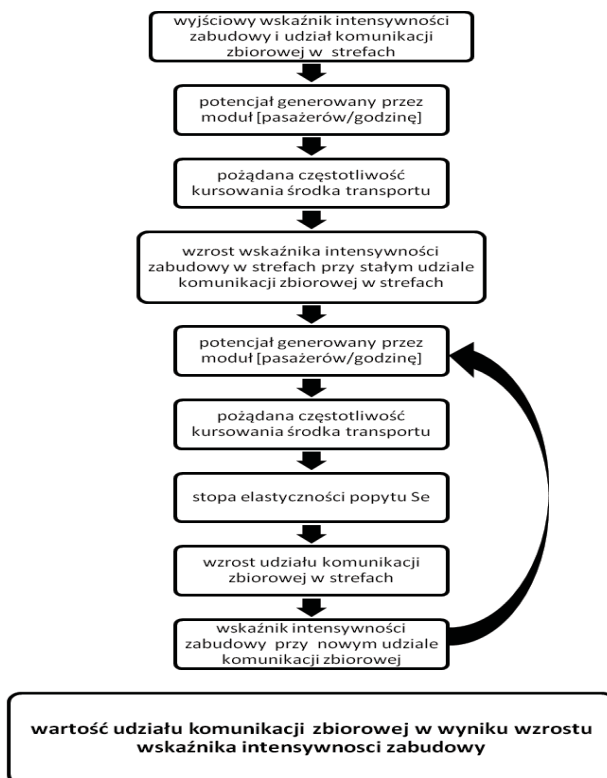 wyjściowy wskaźnik intensywności
zabudowy i udział komunikacji
zbiorowej w strefach
potencjał generowany przez
moduł [pasażerów/godzinę]
pożądana częstotliwość
kursowania środka transportu
wzrost wskaźnika intensywności
zabudowy w strefach przy stałym udziale
komunikacji zbiorowej w strefach
potencjał generowany przez
moduł [pasażerów/godzinę]
pożądana częstotliwość
kursowania środka transportu
stopa elastyczności popytu Se
wzrost udziału komunikacji
zbiorowej w strefach
wskaźnik intensywności
zabudowy przy nowym udziale
komunikacji zbiorowej
wartość udziału komunikacji zbiorowej w wyniku wzrostu
wskaźnika intensywnosci zabudowy